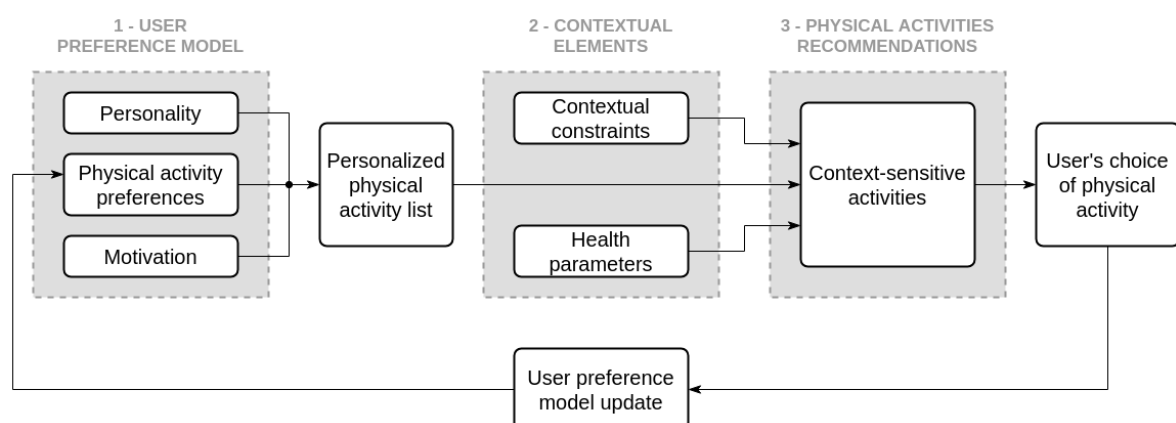 1 - USER
PREFERENCE MODEL
2 - CONTEXTUAL
ELEMENTS
3 - PHYSICAL ACTIVITIES
RECOMMENDATIONS
Personality
Physical activity
preferences
Motivation
Personalized
physical
activity list
Contextual
constraints
Health
parameters
Context-sensitive
activities
User's choice
of physical
activity
User preference
model update